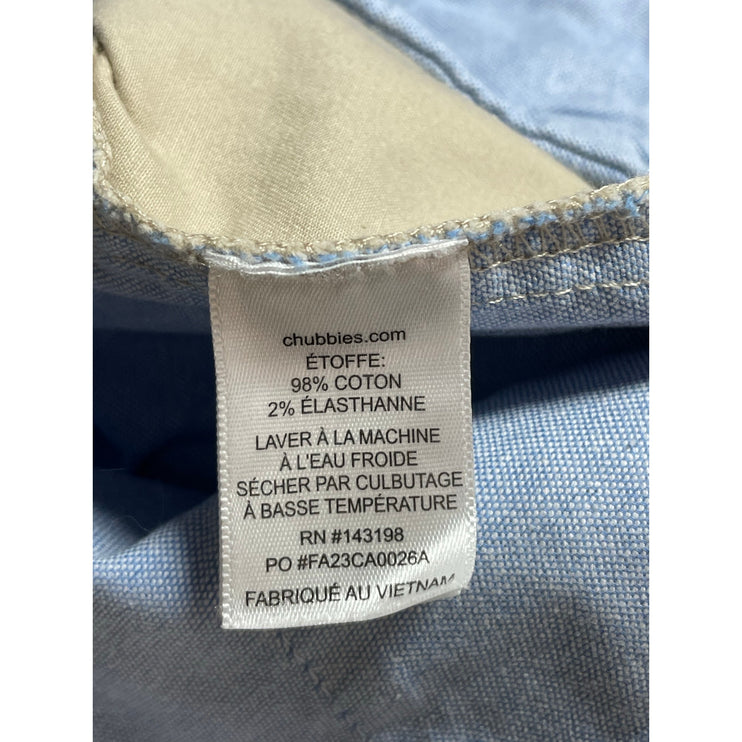 chubbies.com
ÉTOFFE:
98% COTON
2% ÉLASTHANNE
LAVER À LA MACHINE
À L'EAU FROIDE
SÉCHER PAR CULBUTAGE
À BASSE TEMPÉRATURE
RN #143198
PO #FA23CA0026A
FABRIQUÉ AU VIETNAM